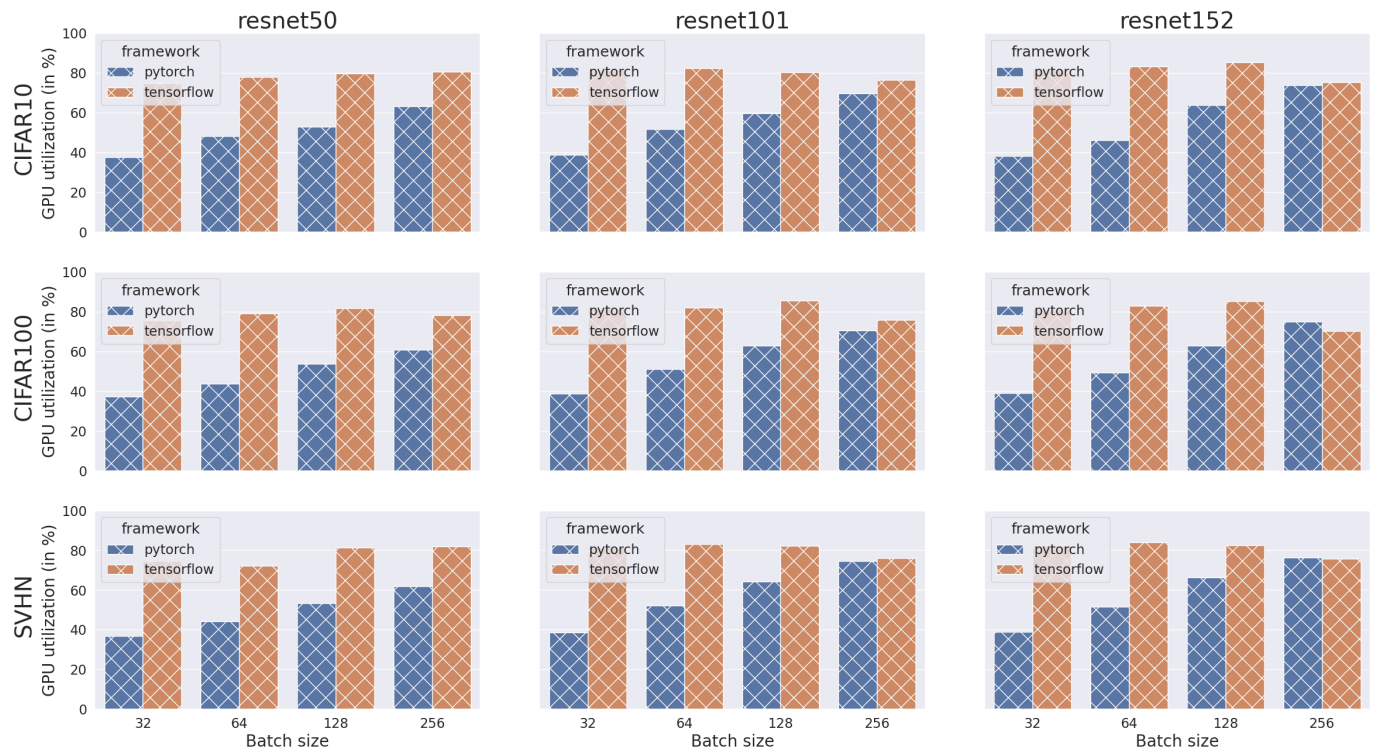 resnet50
resnet101
resnet152
CIFAR10
GPU utilization (in %)
100
80
60
40
20
0
framework
pytorch
tensorflow
framework
pytorch
tensorflow
framework
pytorch
tensorflow
CIFAR100
GPU utilization (in %)
100
80
60
40
20
0
framework
pytorch
tensorflow
framework
pytorch
tensorflow
framework
pytorch
tensorflow
SVHN
GPU utilization (in %)
100
80
60
40
20
0
framework
pytorch
tensorflow
framework
pytorch
tensorflow
framework
pytorch
tensorflow
32 64 128 256
Batch size
32 64 128 256
Batch size
32 64 128 256
Batch size